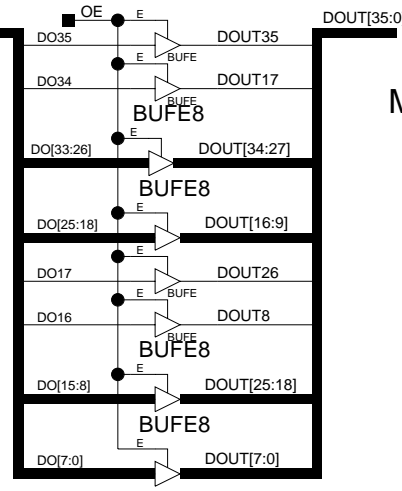 OE E DOUT[35:0
DO35 DOUT35
E BUFE
DO34 DOUT17
BUFE
BUFE8 M
E
DO[33:26] DOUT[34:27]
BUFE8
E
DO[25:18] DOUT[16:9]
E
DO17 DOUT26
E BUFE
DO16 DOUT8
BUFE
BUFE8
E
DO[15:8] DOUT[25:18]
BUFE8
E
DO[7:0] DOUT[7:0]